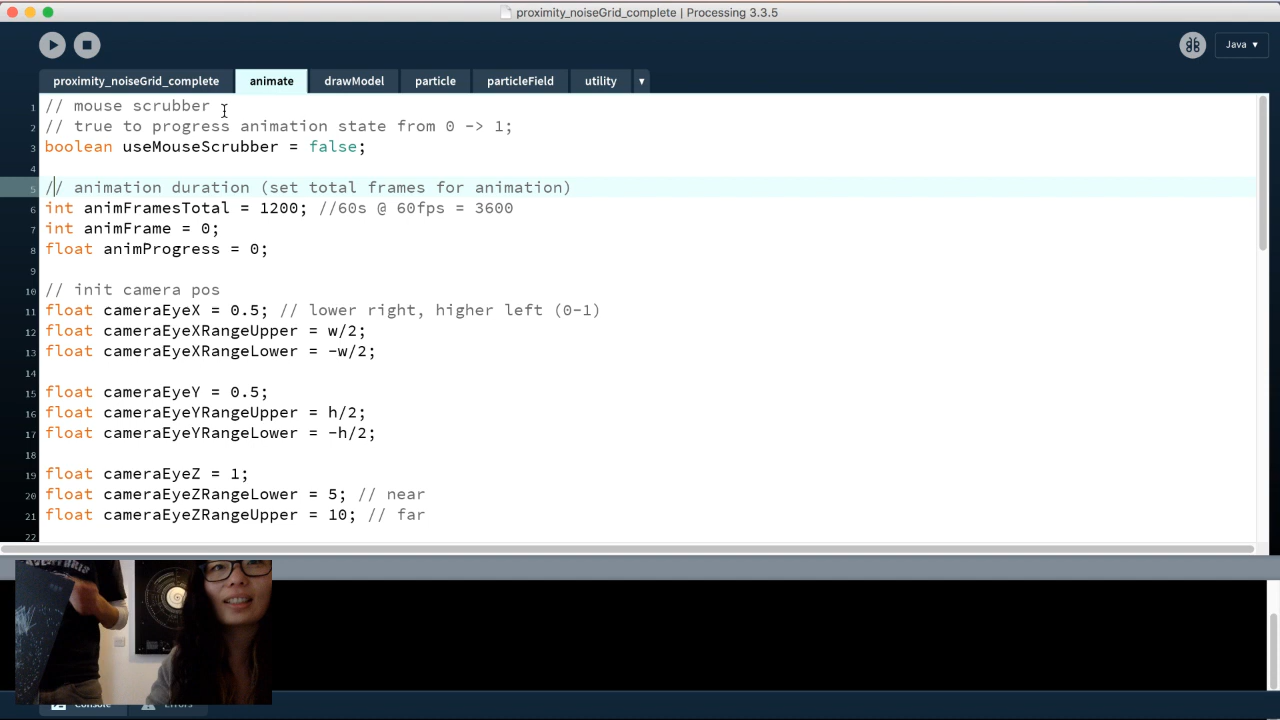 proximity_noiseGrid_complete | Processing 3.3.5
Java ▾
proximity_noiseGrid_complete animate drawModel particle particleField utility ▾
1 // mouse scrubber
2 // true to progress animation state from 0 -> 1;
3 boolean useMouseScrubber = false;
4
5 // animation duration (set total frames for animation)
6 int animFramesTotal = 1200; //60s @ 60fps = 3600
7 int animFrame = 0;
8 float animProgress = 0;
9
10 // init camera pos
11 float cameraEyeX = 0.5; // lower right, higher left (0-1)
12 float cameraEyeXRangeUpper = w/2;
13 float cameraEyeXRangeLower = -w/2;
14
15 float cameraEyeY = 0.5;
16 float cameraEyeYRangeUpper = h/2;
17 float cameraEyeYRangeLower = -h/2;
18
19 float cameraEyeZ = 1;
20 float cameraEyeZRangeLower = 5; // near
21 float cameraEyeZRangeUpper = 10; // far
22
Console Errors